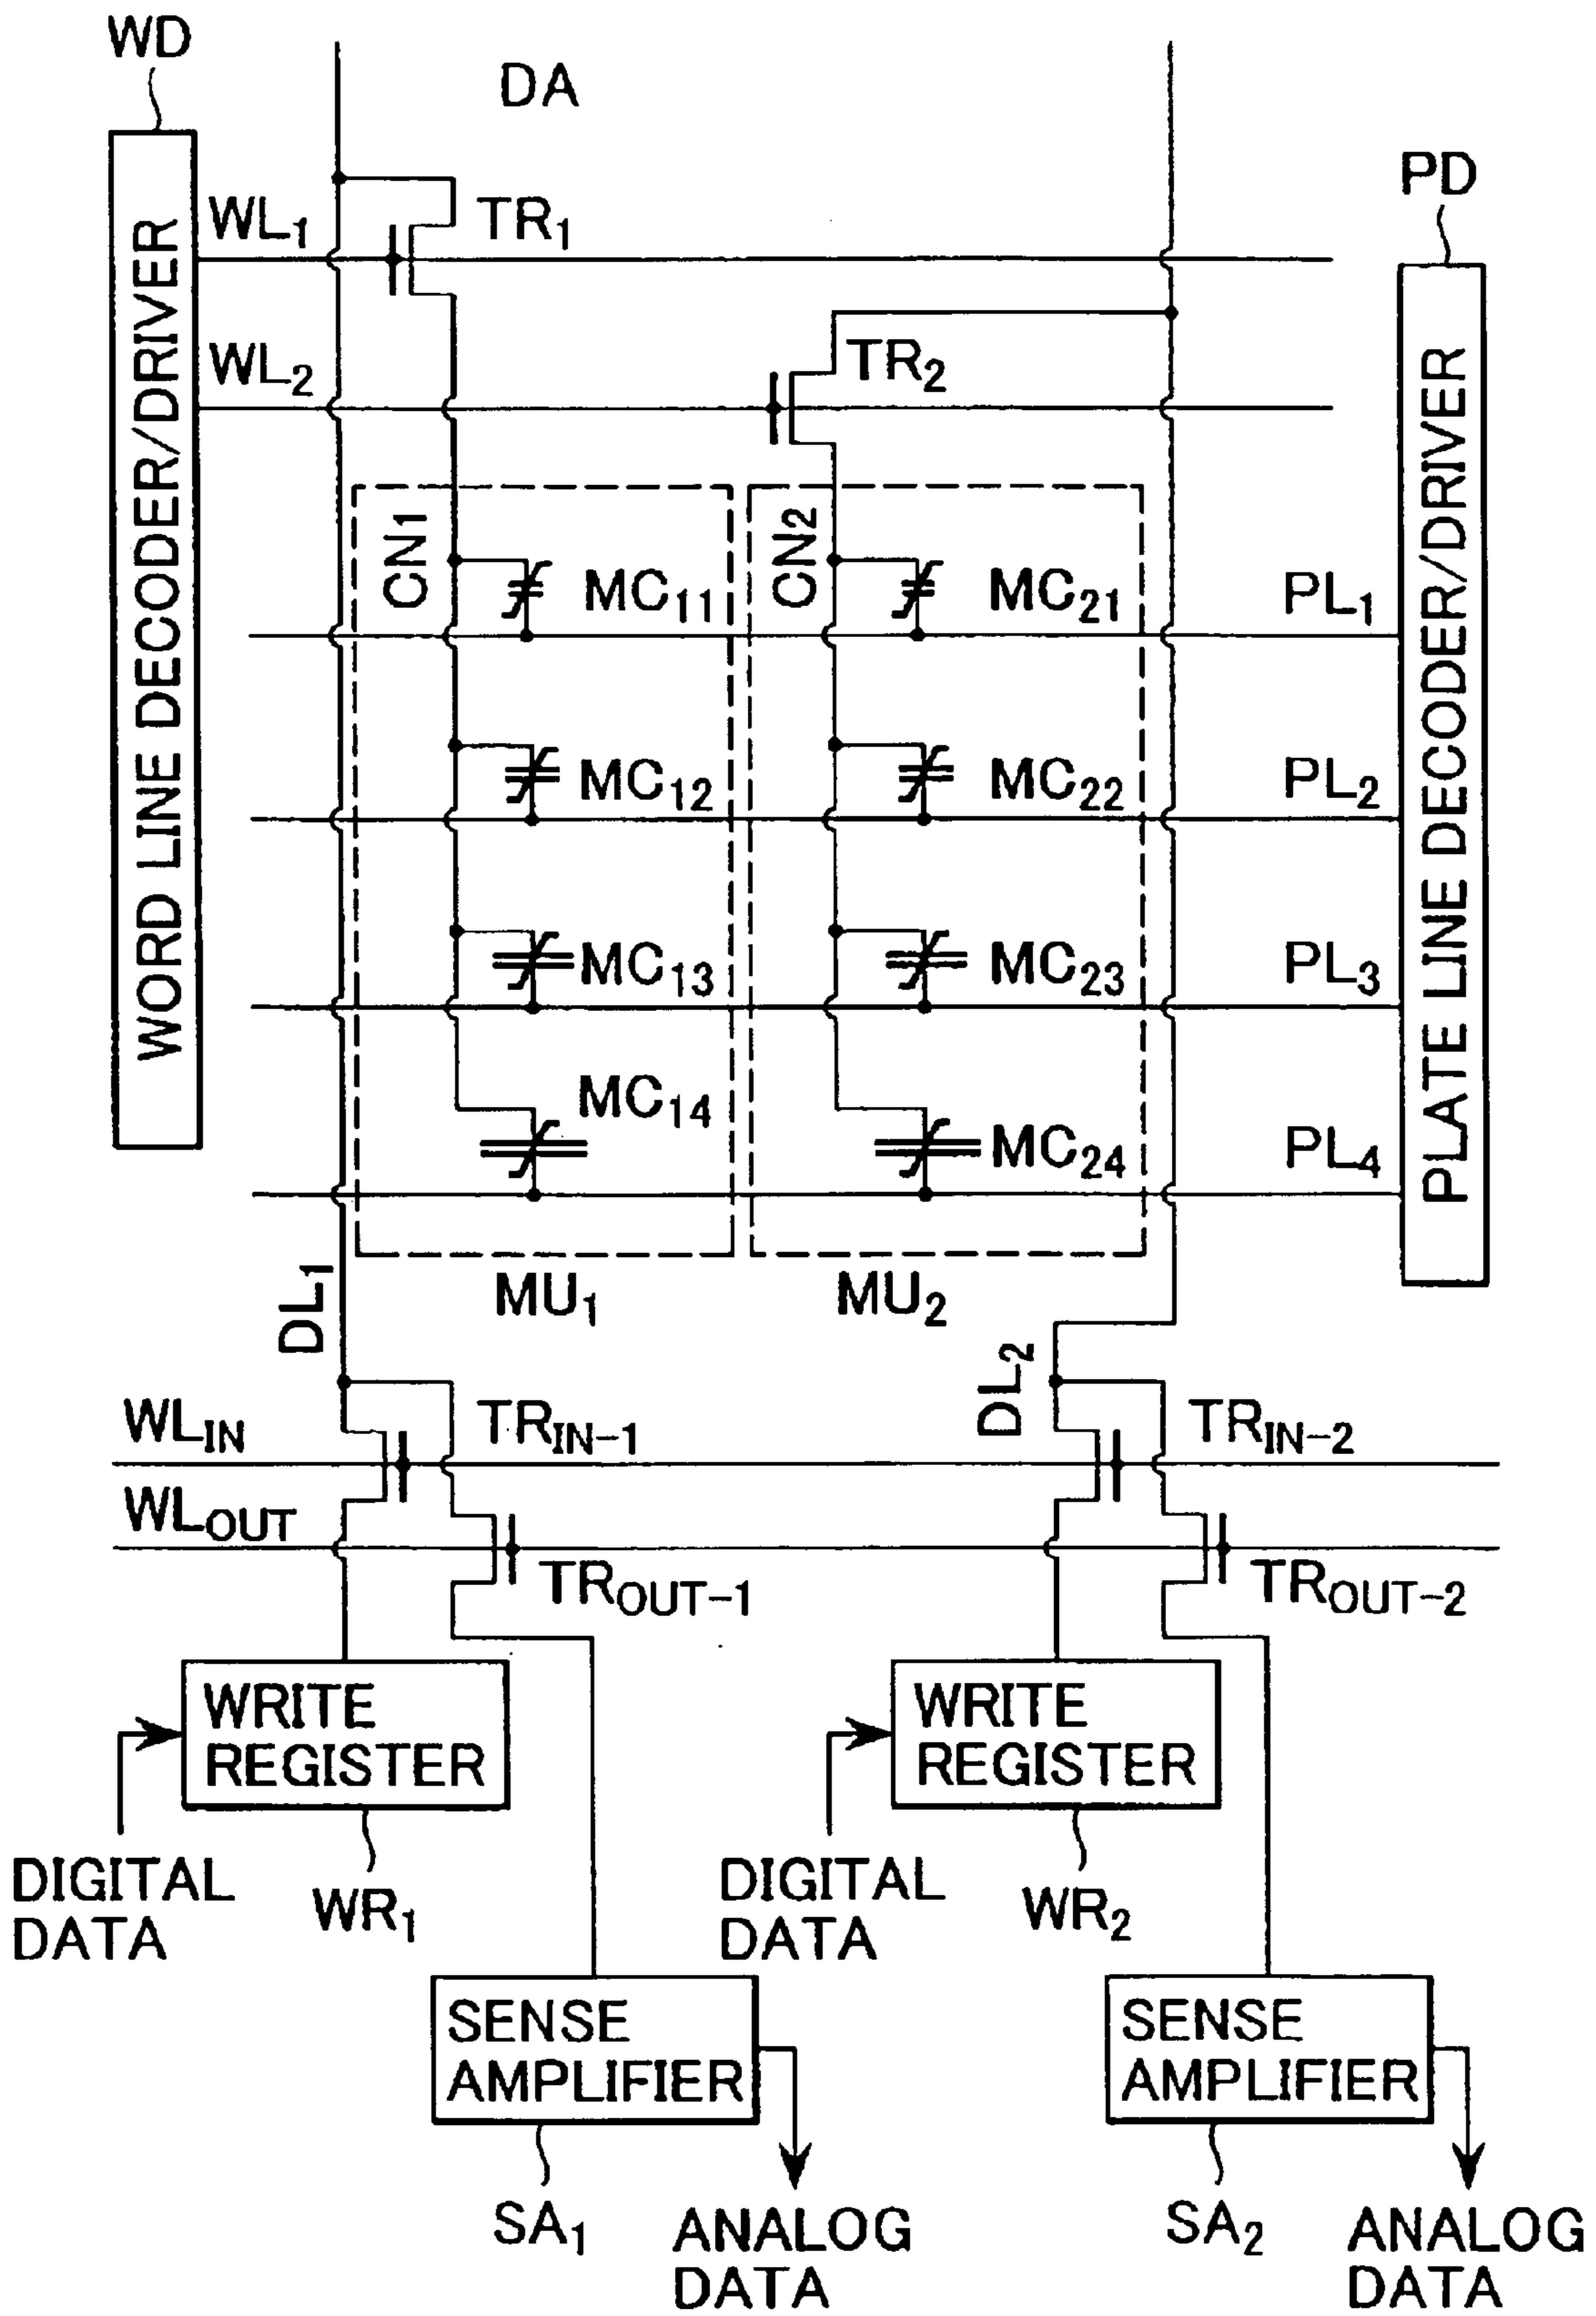 WD
DA
PD
WORD LINE DECODER/DRIVER
WL1
TR1
WL2
TR2
PLATE LINE DECODER/DRIVER
CN1
CN2
MC11
MC21
PL1
MC12
MC22
PL2
MC13
MC23
PL3
MC14
MC24
PL4
MU1
MU2
DL1
DL2
WLIN
TRIN-1
TRIN-2
WLOUT
TROUT-1
TROUT-2
WRITE
REGISTER
WRITE
REGISTER
DIGITAL
DATA
WR1
DIGITAL
DATA
WR2
SENSE
AMPLIFIER
SENSE
AMPLIFIER
SA1
ANALOG
DATA
SA2
ANALOG
DATA